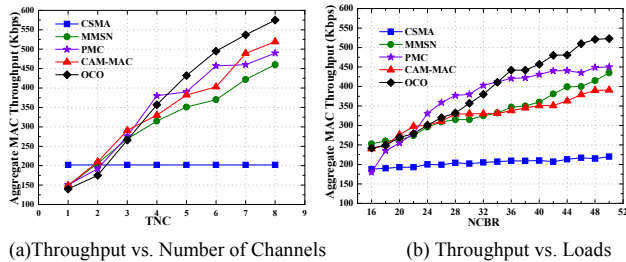 Aggregate MAC Throughput (Kbps)
600
550
500
450
400
350
300
250
200
150
100
CSMA
MMSN
PMC
CAM-MAC
OCO
0 1 2 3 4 5 6 7 8 9
TNC
(a)Throughput vs. Number of Channels
Aggregate MAC Throughput (Kbps)
600
550
500
450
400
350
300
250
200
150
100
CSMA
MMSN
PMC
CAM-MAC
OCO
16 20 24 28 32 36 40 44 48 52
NCBR
(b) Throughput vs. Loads